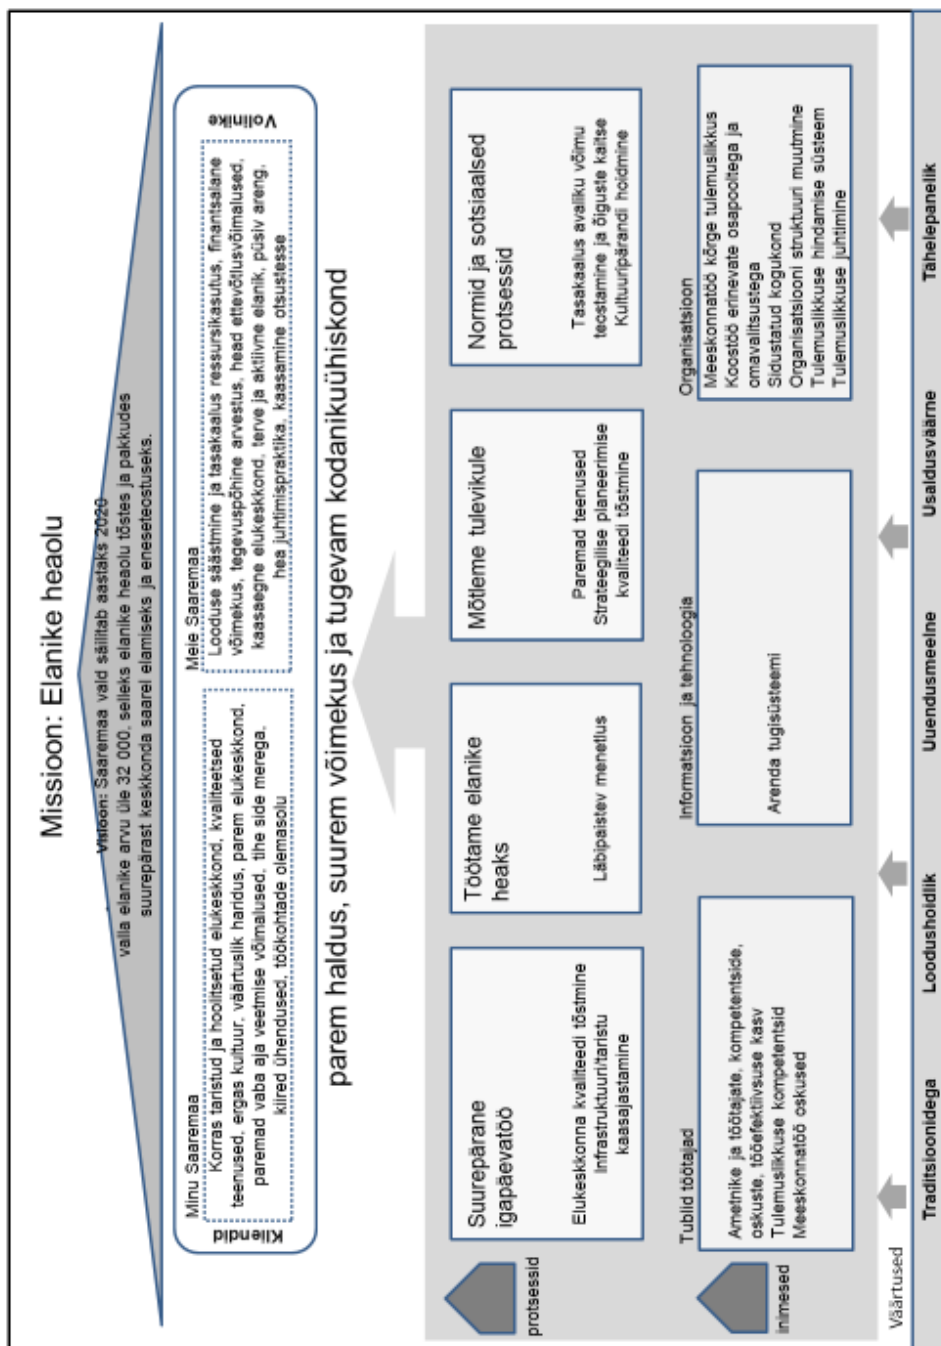 Missioon: Elanike heaolu
Visioon: Saaremaa vald säilitab aastaks 2020
valla elanike arvu üle 32 000, selleks elanike heaolu tõstes ja pakkudes
suurepärast keskkonda saarel elamiseks ja eneseteostuseks.
Kliendid
Minu Saaremaa
Korras taristud ja hoolitsetud elukeskkond, kvaliteetsed
teenused, ergas kultuur, väärtuslik haridus, parem elukeskkond,
paremad vaba aja veetmise võimalused, tihe side merega,
kiired ühendused, töökohtade olemasolu
Meie Saaremaa
Looduse säästmine ja tasakaalus ressursikasutus, finantsalane
võimekus, tegevuspõhine arvestus, head ettevõtlusvõimalused,
kaasaegne elukeskkond, terve ja aktiivne elanik, püsiv areng,
hea juhtimispraktika, kaasamine otsustesse
Volinike
parem haldus, suurem võimekus ja tugevam kodanikuühiskond
protsessid
Suurepärane
igapäevatöö
Elukeskkonna kvaliteedi tõstmine
Infrastruktuuri/taristu
kaasajastamine
Töötame elanike
heaks
Läbipaistev menetlus
Mõtleme tulevikule
Paremad teenused
Strateegilise planeerimise
kvaliteedi tõstmine
Normid ja sotsiaalsed
protsessid
Tasakaalus avaliku võimu
teostamine ja õiguste kaitse
Kultuuripärandi hoidmine
inimesed
Tublid töötajad
Ametnike ja töötajate, kompetentside,
oskuste, tööefektiivsuse kasv
Tulemuslikkuse kompetentsid
Meeskonnatöö oskused
Informatsioon ja tehnoloogia
Arenda tugisüsteemi
Organisatsioon
Meeskonnatöö kõrge tulemuslikkus
Koostöö erinevate osapooltega ja
omavalitsustega
Sidustatud kogukond
Organisatsiooni struktuuri muutmine
Tulemuslikkuse hindamise süsteem
Tulemuslikkuse juhtimine
Väärtused
Traditsioonidega
Loodushoidlik
Uuendusmeelne
Usaldusväärne
Tähelepanelik